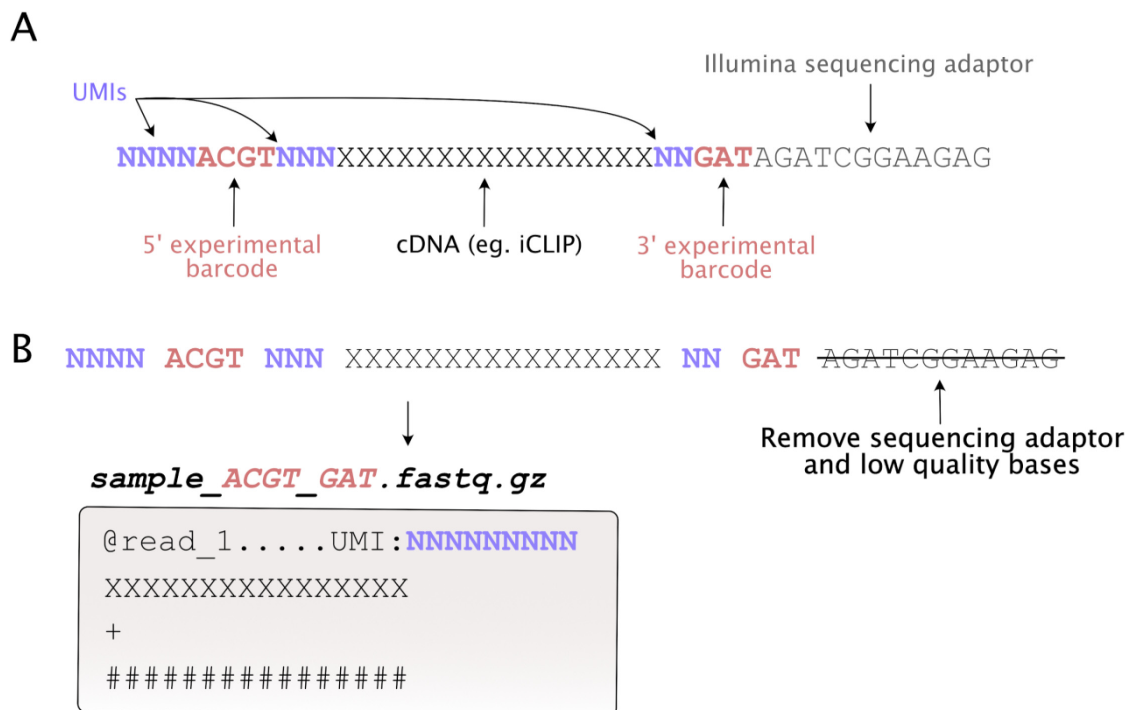 A
Illumina sequencing adaptor
UMIs
NNNNACGTNNNXXXXXXXXXXXXXXXXNNGATAGATCGGAAGAG
5' experimental
barcode
cDNA (eg. iCLIP)
3' experimental
barcode
B
NNNN ACGT NNN XXXXXXXXXXXXXXXX NN GAT AGATCGGAAGAG
Remove sequencing adaptor
and low quality bases
sample_ACGT_GAT.fastq.gz
@read_1.....UMI:NNNNNNNNN
XXXXXXXXXXXXXXXX
+
################